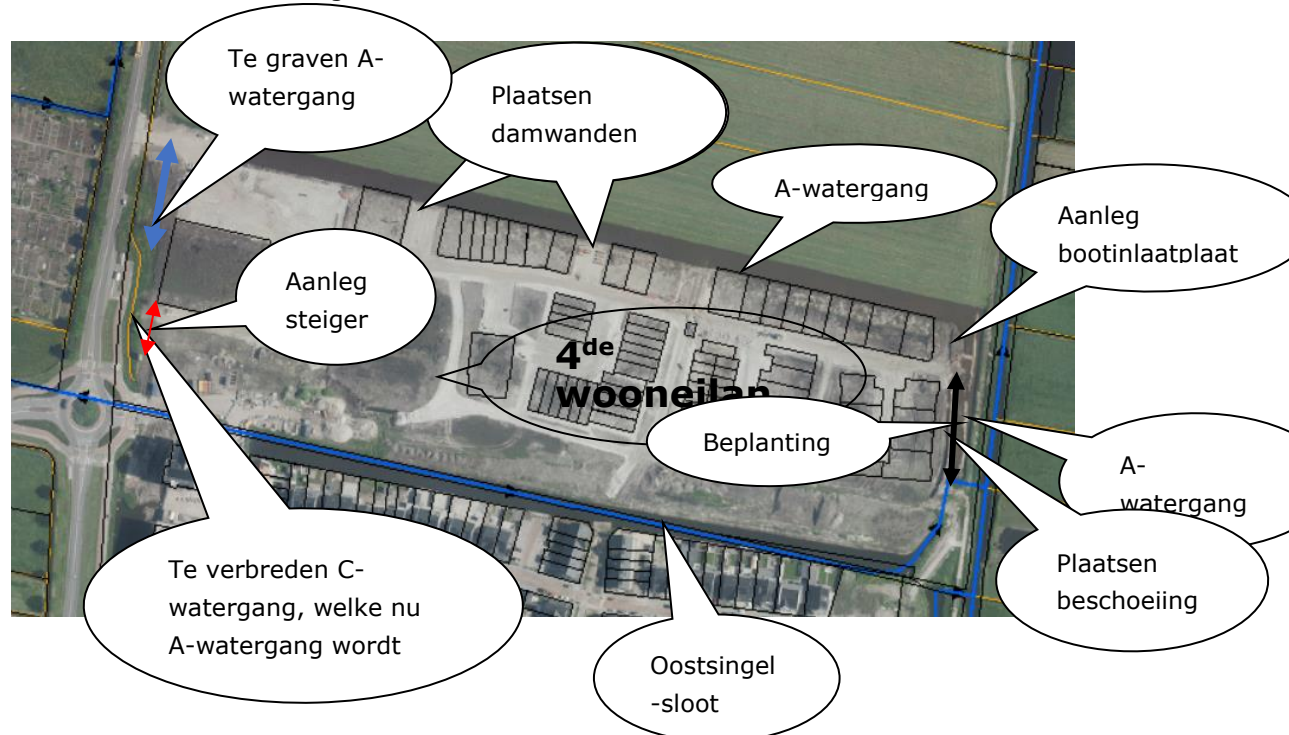 Te graven A-
watergang
Plaatsen
damwanden
A-watergang
Aanleg
bootinlaatplaat
Aanleg
steiger
4de
wooneilan
Beplanting
A-
watergang
Plaatsen
beschoeiing
Te verbreden C-
watergang, welke nu
A-watergang wordt
Oostsingel
-sloot